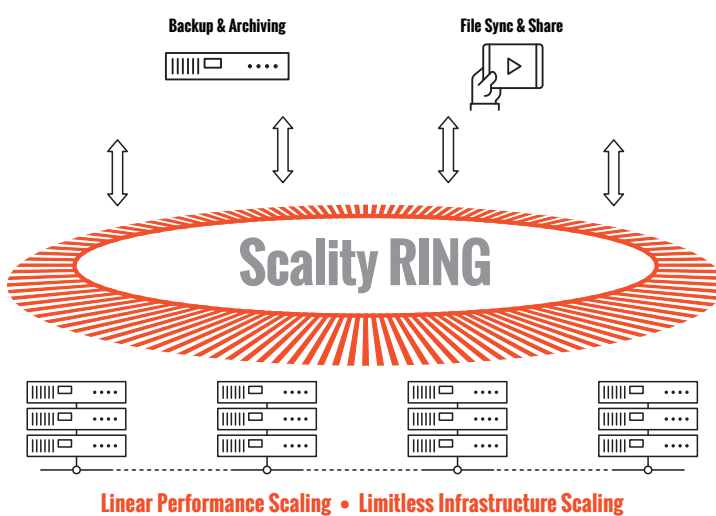 Backup & Archiving
File Sync & Share
Scality RING
Linear Performance Scaling • Limitless Infrastructure Scaling